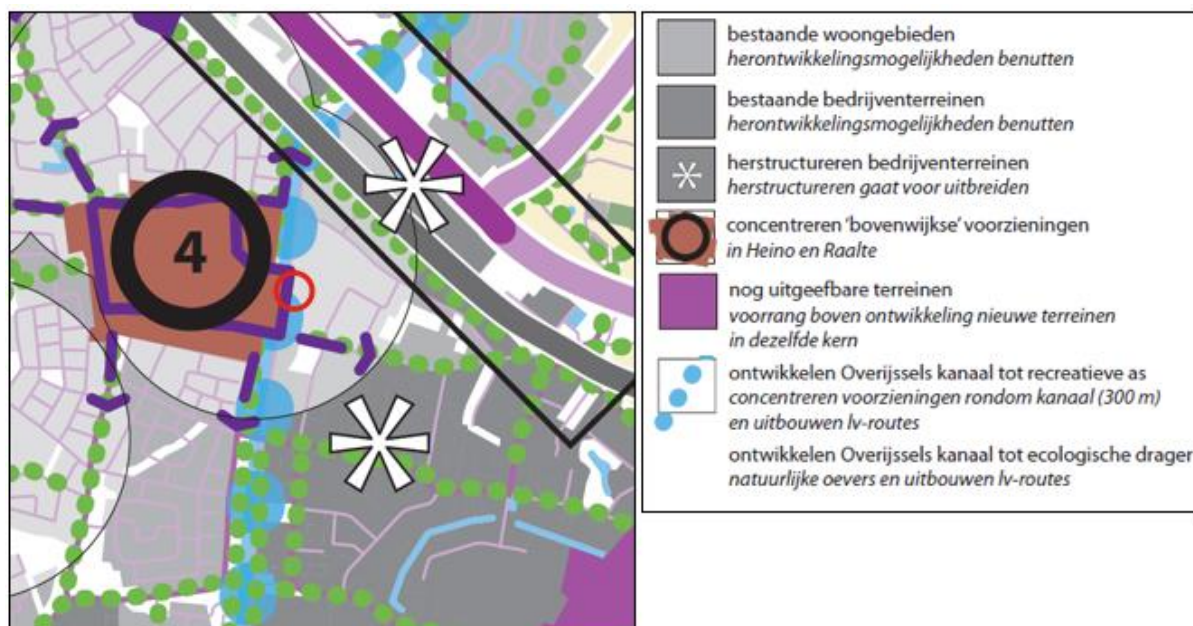 4
bestaande woongebieden
herontwikkelingsmogelijkheden benutten
bestaande bedrijventerreinen
herontwikkelingsmogelijkheden benutten
herstructureren bedrijventerreinen
herstructureren gaat voor uitbreiden
concentreren 'bovenwijkse' voorzieningen
in Heino en Raalte
nog uitgeefbare terreinen
voorrang boven ontwikkeling nieuwe terreinen
in dezelfde kern
ontwikkelen Overijssels kanaal tot recreatieve as
concentreren voorzieningen rondom kanaal (300 m)
en uitbouwen lv-routes
ontwikkelen Overijssels kanaal tot ecologische drager
natuurlijke oevers en uitbouwen lv-routes